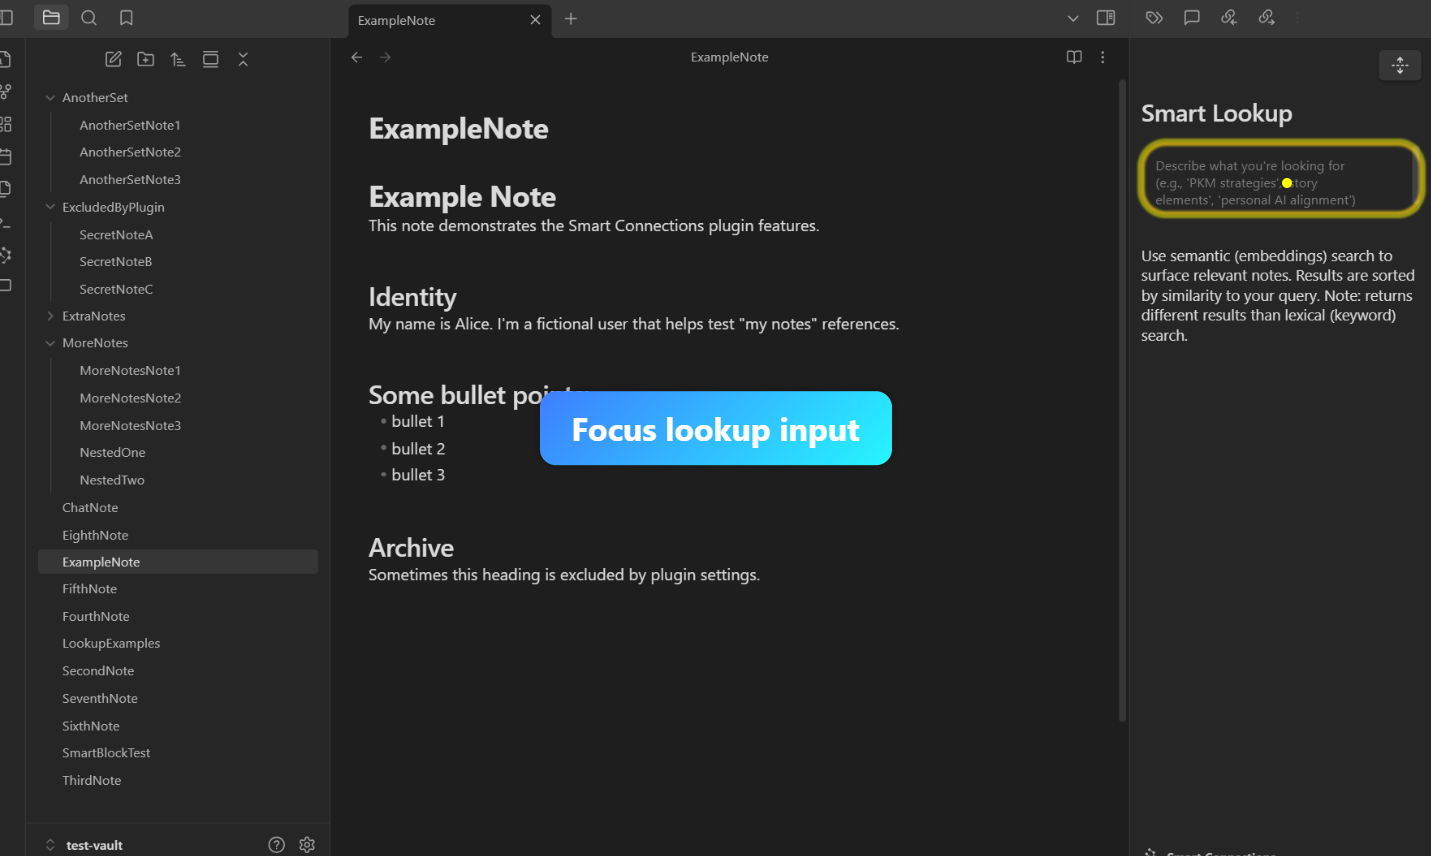 ExampleNote
ExampleNote
AnotherSet
AnotherSetNote1
AnotherSetNote2
AnotherSetNote3
ExcludedByPlugin
SecretNoteA
SecretNoteB
SecretNoteC
ExtraNotes
MoreNotes
MoreNotesNote1
MoreNotesNote2
MoreNotesNote3
NestedOne
NestedTwo
ChatNote
EighthNote
ExampleNote
FifthNote
FourthNote
LookupExamples
SecondNote
SeventhNote
SixthNote
SmartBlockTest
ThirdNote
test-vault
ExampleNote
Example Note
This note demonstrates the Smart Connections plugin features.
Identity
My name is Alice. I'm a fictional user that helps test "my notes" references.
Some bullet points
bullet 1
bullet 2
bullet 3
Focus lookup input
Archive
Sometimes this heading is excluded by plugin settings.
Smart Lookup
Describe what you're looking for
(e.g., 'PKM strategies', 'story
elements', 'personal AI alignment')
Use semantic (embeddings) search to
surface relevant notes. Results are sorted
by similarity to your query. Note: returns
different results than lexical (keyword)
search.
Smart Connections